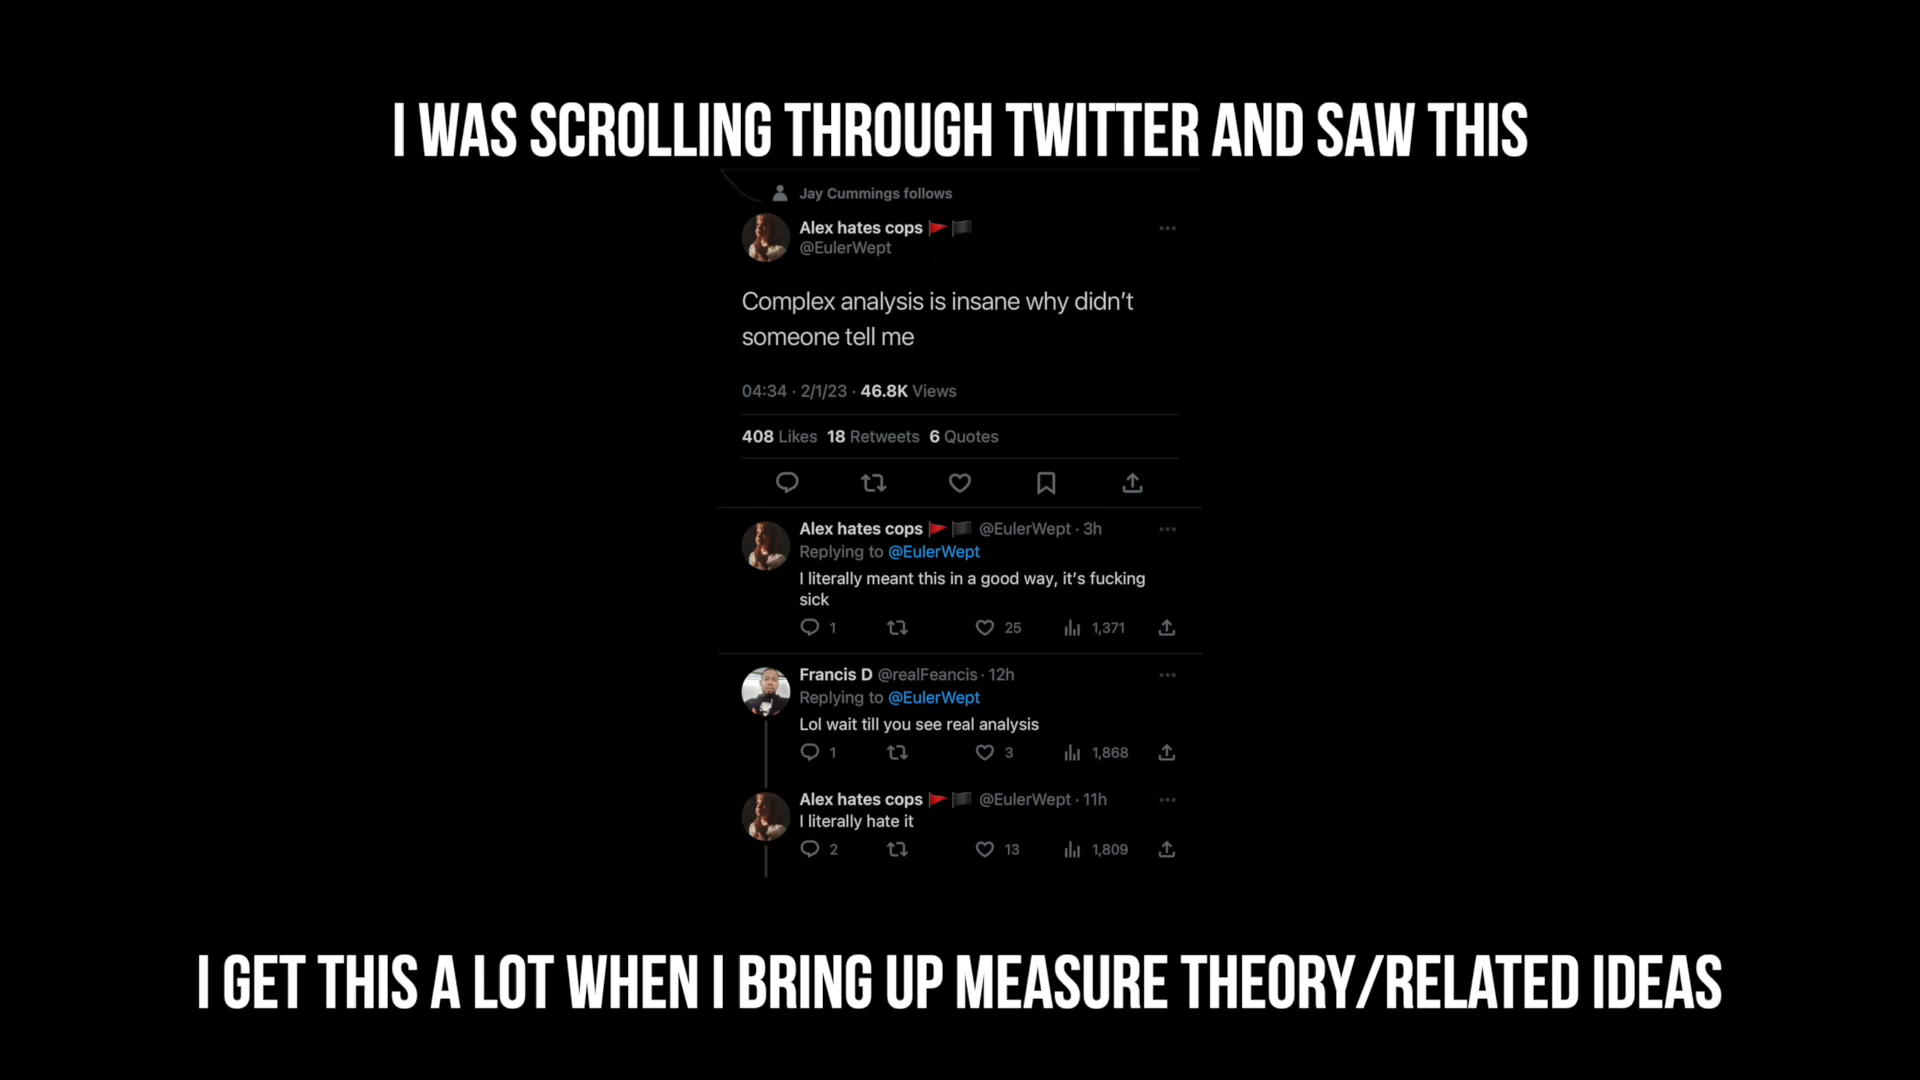 I WAS SCROLLING THROUGH TWITTER AND SAW THIS
Jay Cummings follows
Alex hates cops
@EulerWept
Complex analysis is insane why didn't
someone tell me
04:34 · 2/1/23 · 46.8K Views
408 Likes 18 Retweets 6 Quotes
Alex hates cops @EulerWept · 3h
Replying to @EulerWept
I literally meant this in a good way, it's fucking
sick
1 25 1,371
Francis D @realFeancis · 12h
Replying to @EulerWept
Lol wait till you see real analysis
1 3 1,868
Alex hates cops @EulerWept · 11h
I literally hate it
2 13 1,809
I GET THIS A LOT WHEN I BRING UP MEASURE THEORY/RELATED IDEAS